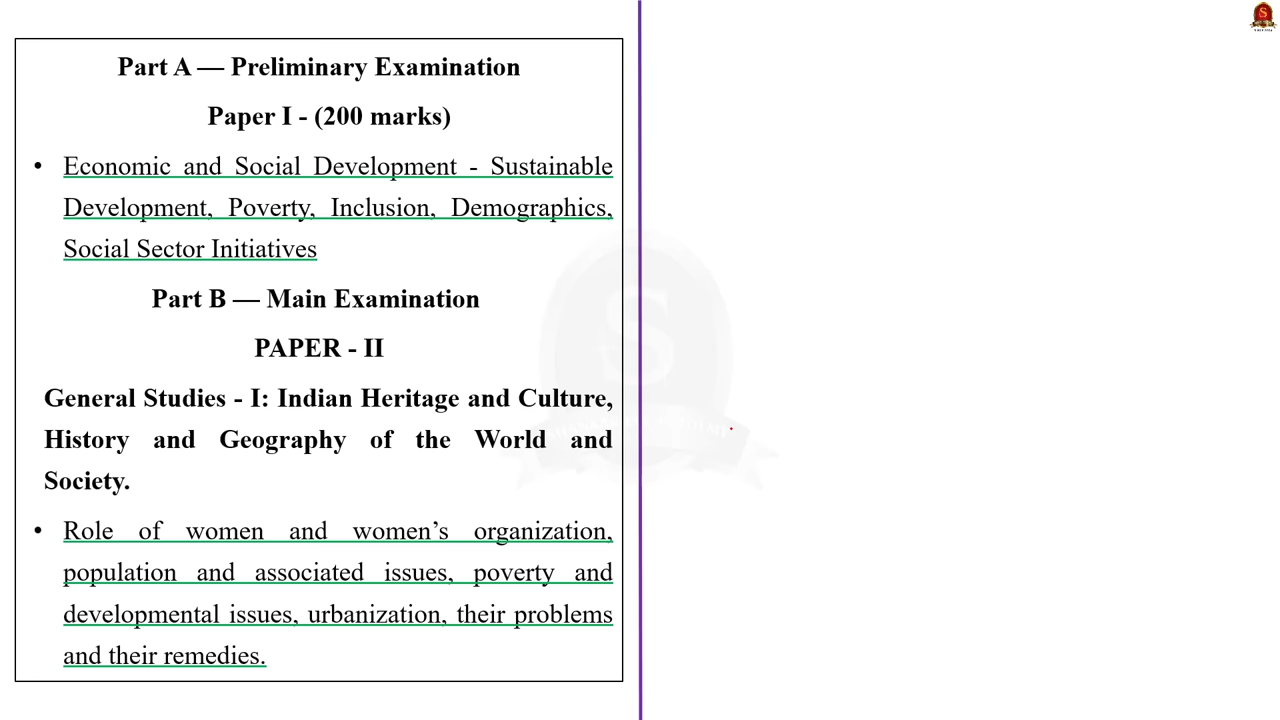 Part A — Preliminary Examination
Paper I - (200 marks)
• Economic and Social Development - Sustainable
Development, Poverty, Inclusion, Demographics,
Social Sector Initiatives
Part B — Main Examination
PAPER - II
General Studies - I: Indian Heritage and Culture,
History and Geography of the World and
Society.
• Role of women and women’s organization,
population and associated issues, poverty and
developmental issues, urbanization, their problems
and their remedies.